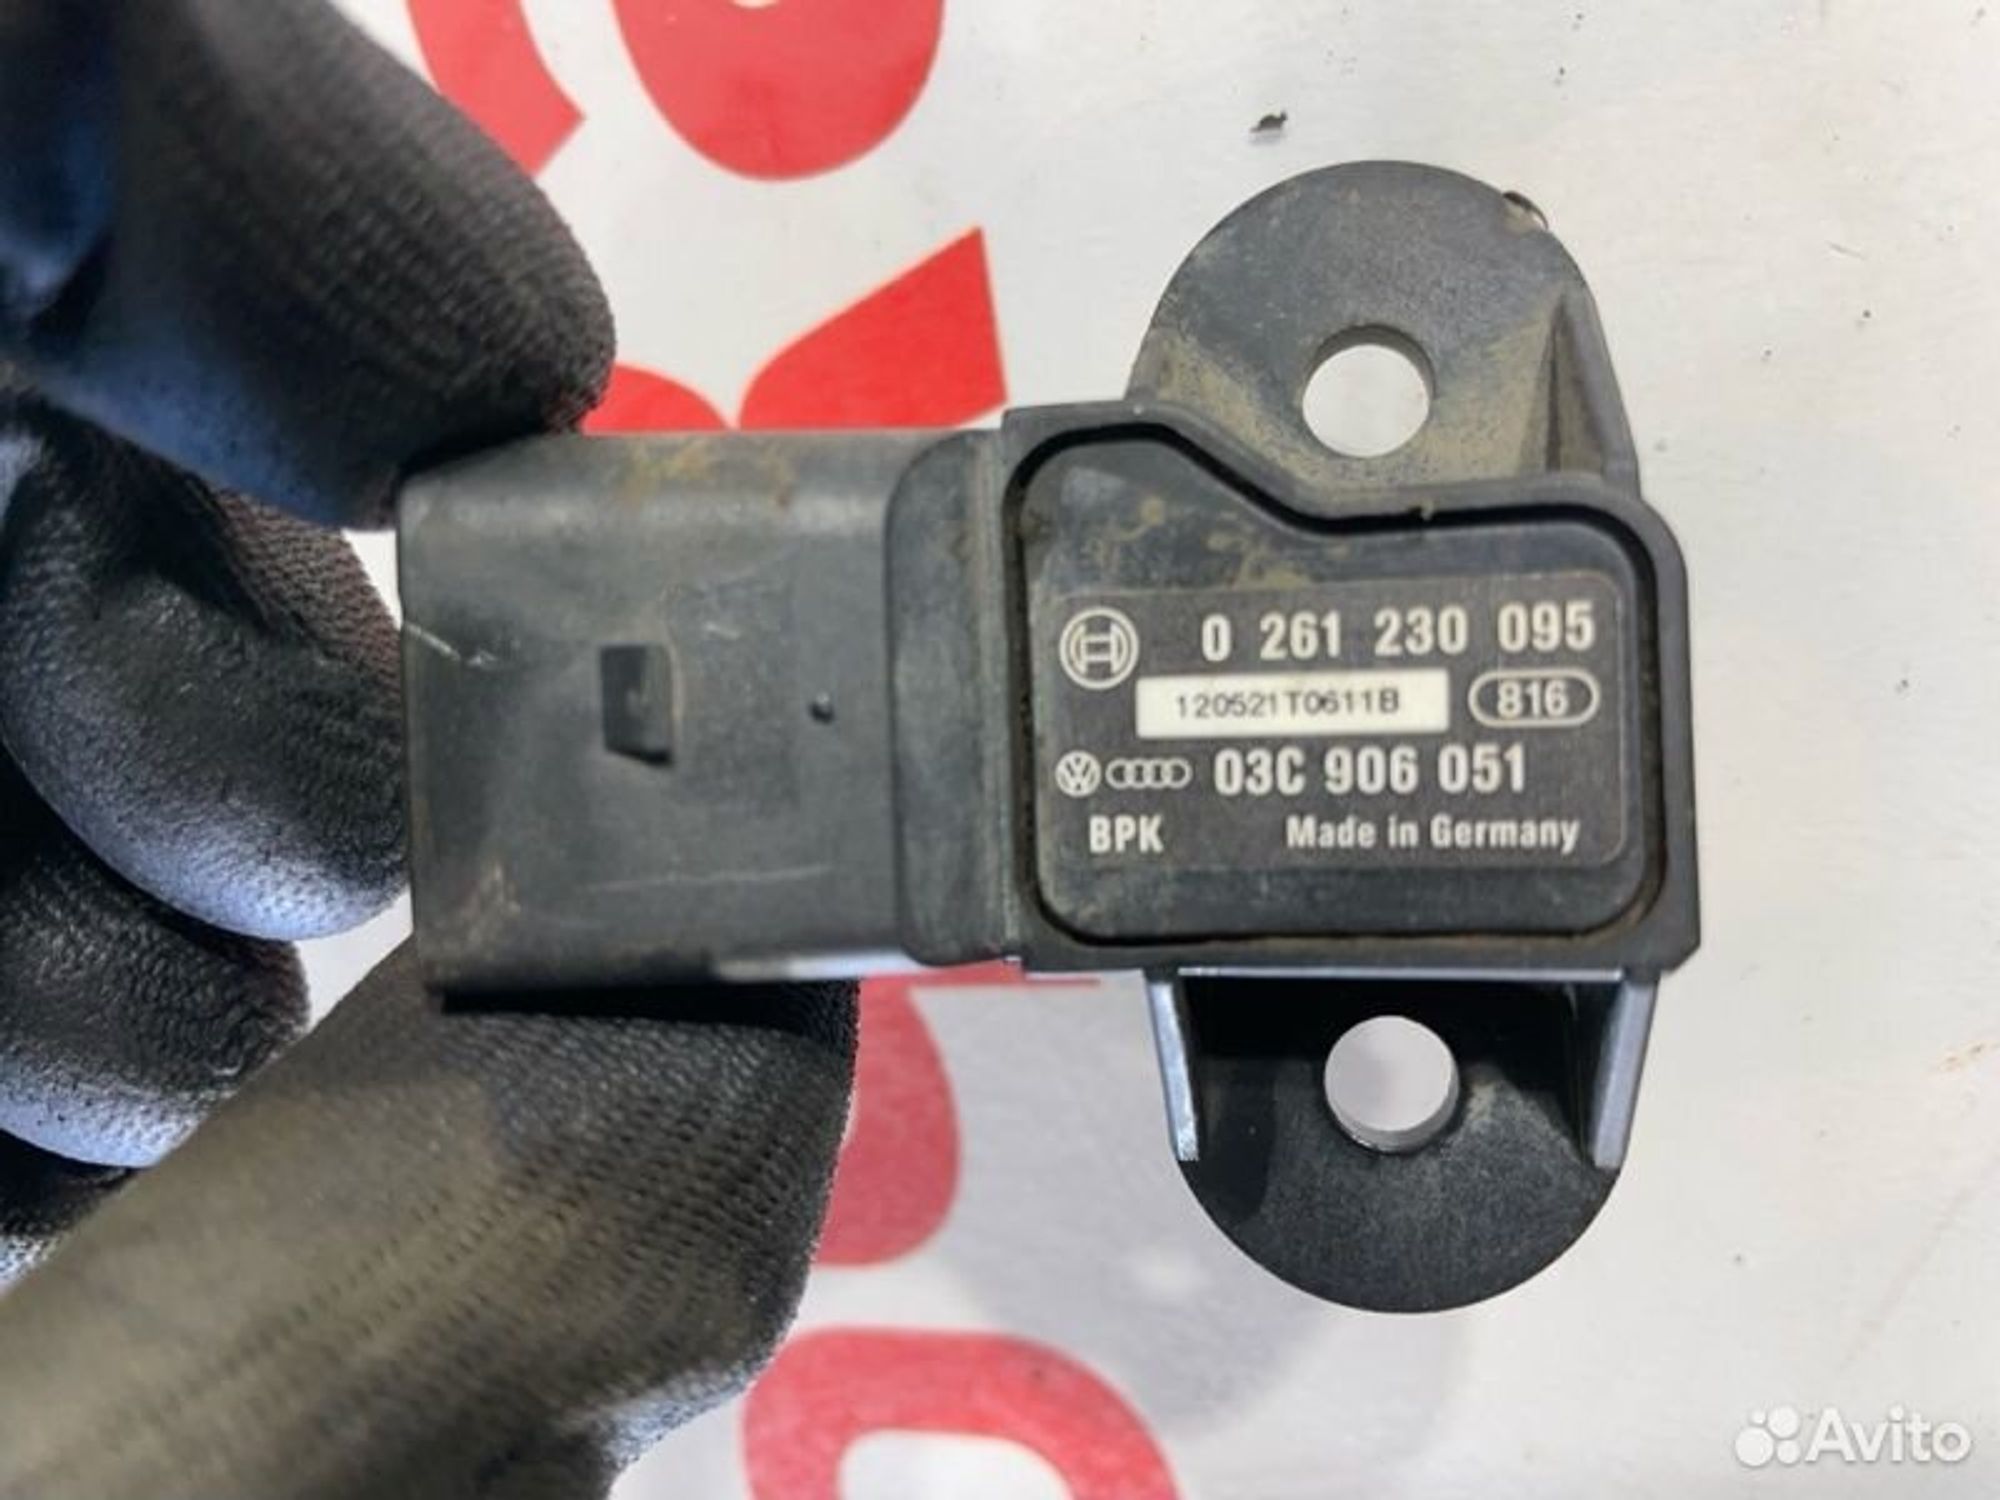 0 261 230 095
120521T0611B 816
03C 906 051
BPK Made in Germany
Avito